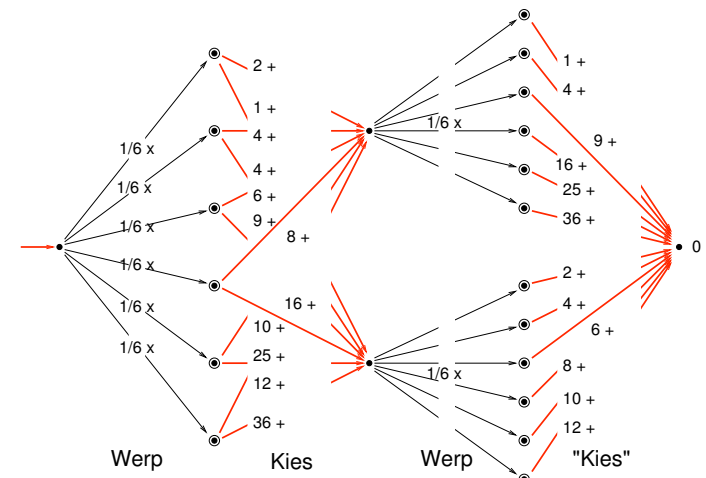 2 +
1 +
4 +
4 +
6 +
9 +
8 +
16 +
10 +
25 +
12 +
36 +
1/6 x
1/6 x
1/6 x
1/6 x
1/6 x
1/6 x
1/6 x
1/6 x
1 +
4 +
9 +
16 +
25 +
36 +
2 +
4 +
6 +
8 +
10 +
12 +
0
Werp
Kies
Werp
"Kies"